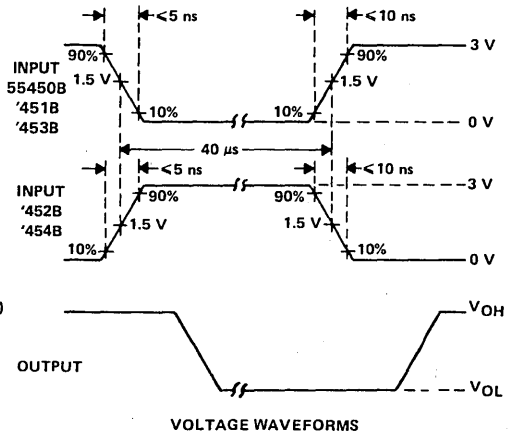 ≤5 ns
≤10 ns
90%
90%
3 V
INPUT
55450B
'451B
'453B
1.5 V
1.5 V
10%
10%
0 V
40 μs
≤5 ns
≤10 ns
INPUT
'452B
'454B
90%
90%
3 V
1.5 V
1.5 V
10%
10%
0 V
)
VOH
OUTPUT
VOL
VOLTAGE WAVEFORMS